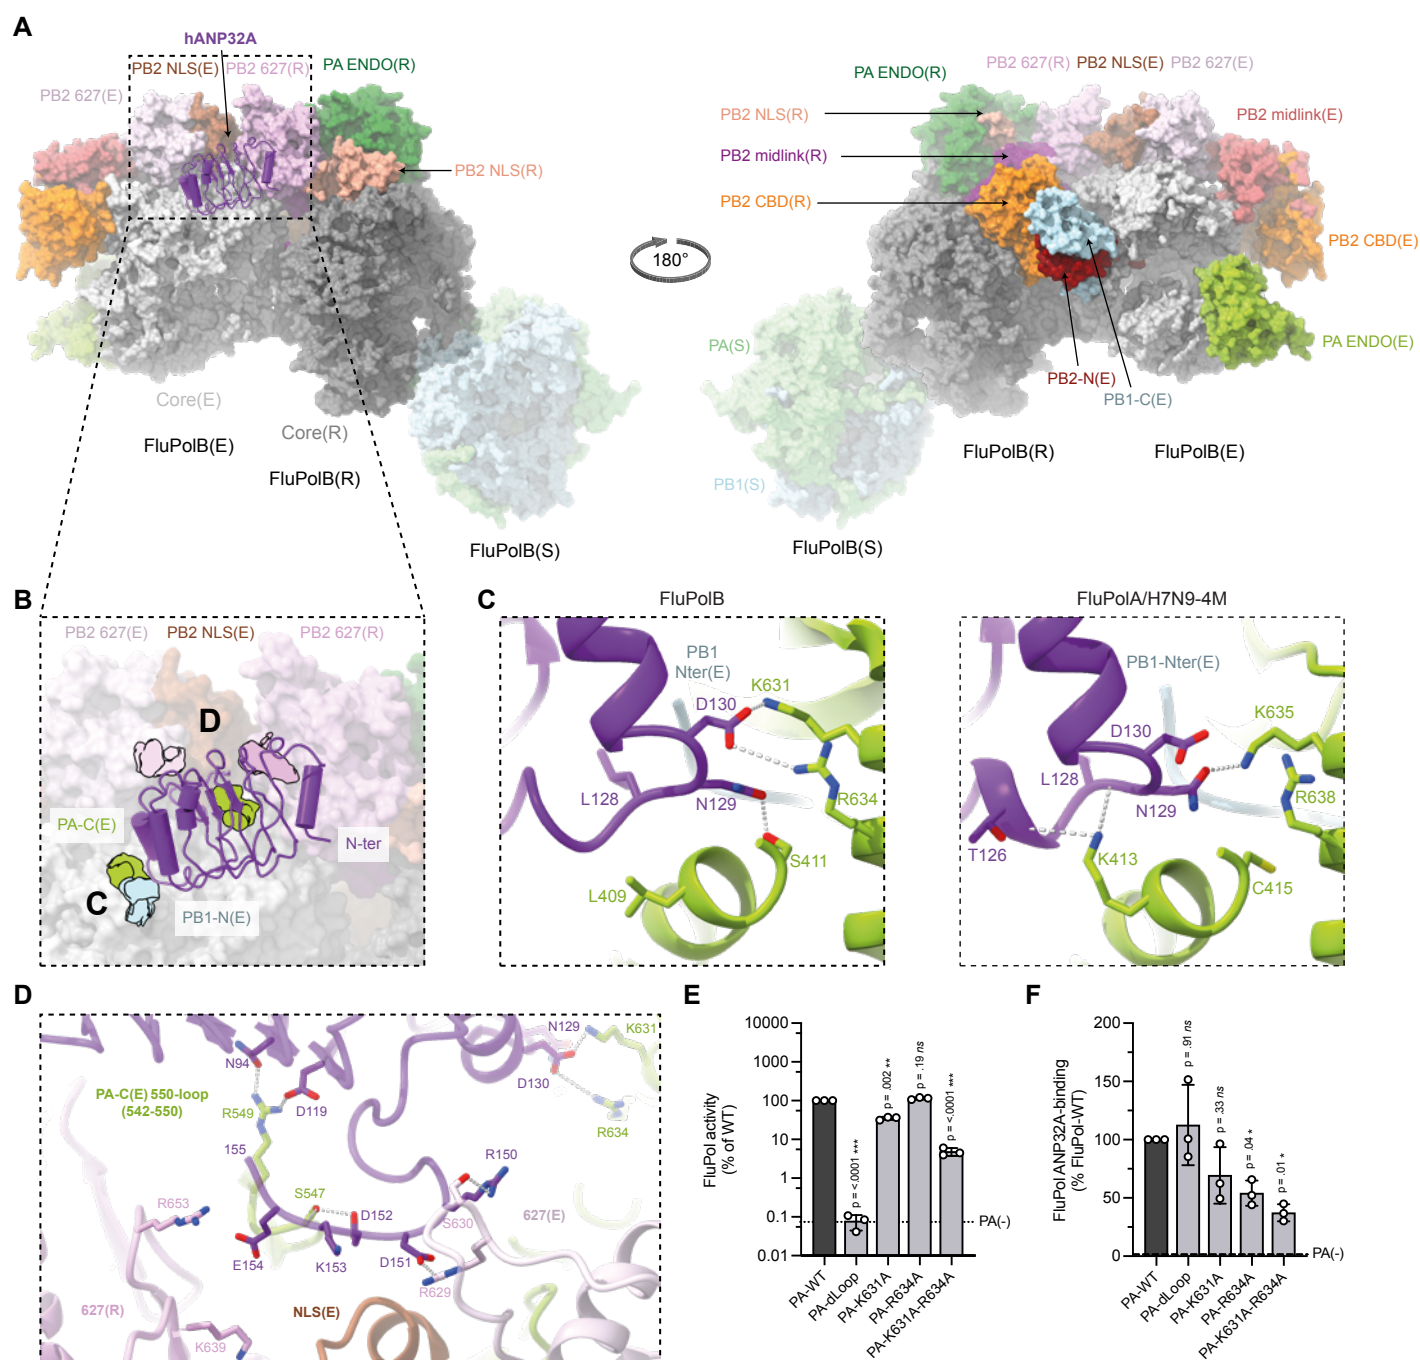 A
hANP32A
PB2 NLS(E)
PB2 627(R)
PA ENDO(R)
PB2 627(E)
PB2 NLS(R)
Core(E)
Core(R)
FluPolB(E)
FluPolB(R)
FluPolB(S)
180°
PA ENDO(R)
PB2 627(R)
PB2 NLS(E)
PB2 627(E)
PB2 NLS(R)
PB2 midlink(E)
PB2 midlink(R)
PB2 CBD(R)
PB2 CBD(E)
PA ENDO(E)
PA(S)
PB2-N(E)
PB1-C(E)
PB1(S)
FluPolB(R)
FluPolB(E)
FluPolB(S)
B
PB2 627(E)
PB2 NLS(E)
PB2 627(R)
D
PA-C(E)
N-ter
C
PB1-N(E)
C
FluPolB
PB1
Nter(E)
K631
D130
L128
N129
R634
S411
L409
FluPolA/H7N9-4M
PB1-Nter(E)
K635
D130
L128
N129
R638
T126
K413
C415
D
N94
N129
K631
PA-C(E) 550-loop
(542-550)
D130
R549
D119
R634
155
R150
S547
R653
D152
S630
627(E)
E154
K153
D151
R629
627(R)
NLS(E)
K639
E
FluPol activity
(% of WT)
10000
1000
100
10
1
0.1
0.01
p = <.0001 ***
p = .002 **
p = .19 ns
p = <.0001 ***
PA(-)
PA-WT
PA-dLoop
PA-K631A
PA-R634A
PA-K631A-R634A
F
FluPol ANP32A-binding
(% FluPol-WT)
200
150
100
50
0
p = .91 ns
p = .33 ns
p = .04 *
p = .01 *
PA(-)
PA-WT
PA-dLoop
PA-K631A
PA-R634A
PA-K631A-R634A